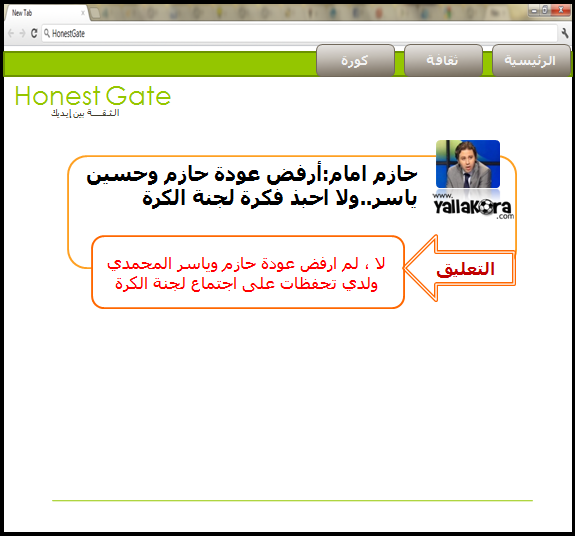 New Tab
HonestGate
الرئيسية
ثقافة
كورة
Honest Gate
الـثـقـــة بين إيديك
حازم امام:أرفض عودة حازم وحسين
ياسر..ولا احبذ فكرة لجنة الكرة
www.
YALLAKORA
.com
التعليق
لا ، لم ارفض عودة حازم وياسر المحمدي
ولدي تحفظات على اجتماع لجنة الكرة